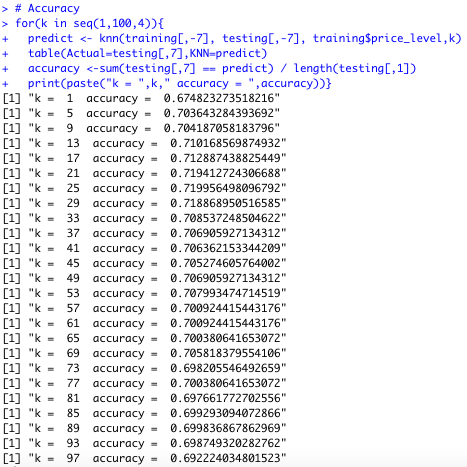 > # Accuracy
> for(k in seq(1,100,4)){
+   predict <- knn(training[,-7], testing[,-7], training$price_level,k)
+   table(Actual=testing[,7],KNN=predict)
+   accuracy <-sum(testing[,7] == predict) / length(testing[,1])
+   print(paste("k = ",k," accuracy = ",accuracy))}
[1] "k =  1  accuracy =  0.674823273518216"
[1] "k =  5  accuracy =  0.703643284393692"
[1] "k =  9  accuracy =  0.704187058183796"
[1] "k =  13  accuracy =  0.710168569874932"
[1] "k =  17  accuracy =  0.712887438825449"
[1] "k =  21  accuracy =  0.719412724306688"
[1] "k =  25  accuracy =  0.719956498096792"
[1] "k =  29  accuracy =  0.718868950516585"
[1] "k =  33  accuracy =  0.708537248504622"
[1] "k =  37  accuracy =  0.706905927134312"
[1] "k =  41  accuracy =  0.706362153344209"
[1] "k =  45  accuracy =  0.705274605764002"
[1] "k =  49  accuracy =  0.706905927134312"
[1] "k =  53  accuracy =  0.707993474714519"
[1] "k =  57  accuracy =  0.700924415443176"
[1] "k =  61  accuracy =  0.700924415443176"
[1] "k =  65  accuracy =  0.700380641653072"
[1] "k =  69  accuracy =  0.705818379554106"
[1] "k =  73  accuracy =  0.698205546492659"
[1] "k =  77  accuracy =  0.700380641653072"
[1] "k =  81  accuracy =  0.697661772702556"
[1] "k =  85  accuracy =  0.699293094072866"
[1] "k =  89  accuracy =  0.699836867862969"
[1] "k =  93  accuracy =  0.698749320282762"
[1] "k =  97  accuracy =  0.692224034801523"